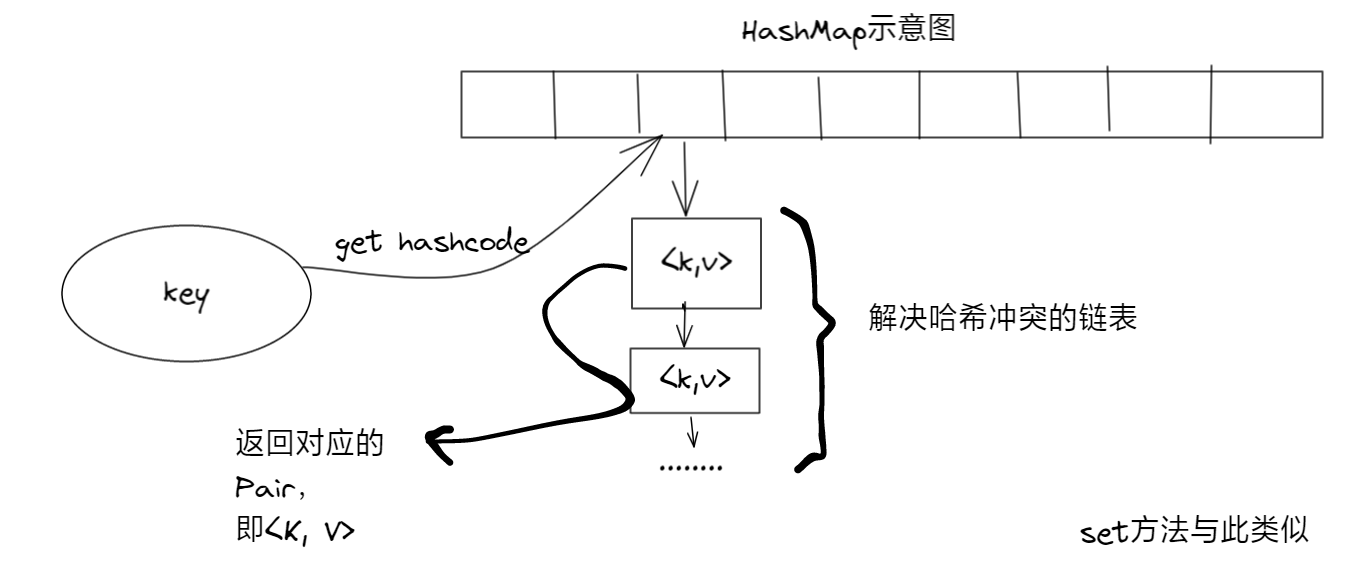 HashMap示意图
get hashcode
key
<k,v>
解决哈希冲突的链表
<k,v>
返回对应的
Pair，
即<K, V>
........
set方法与此类似